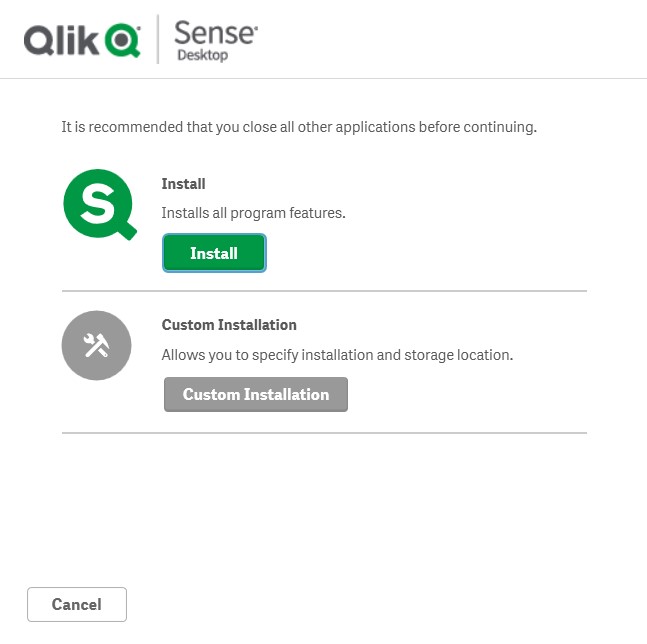 Qlik Q
Sense
Desktop
It is recommended that you close all other applications before continuing.
S
Install
Installs all program features.
Install
Custom Installation
Allows you to specify installation and storage location.
Custom Installation
Cancel